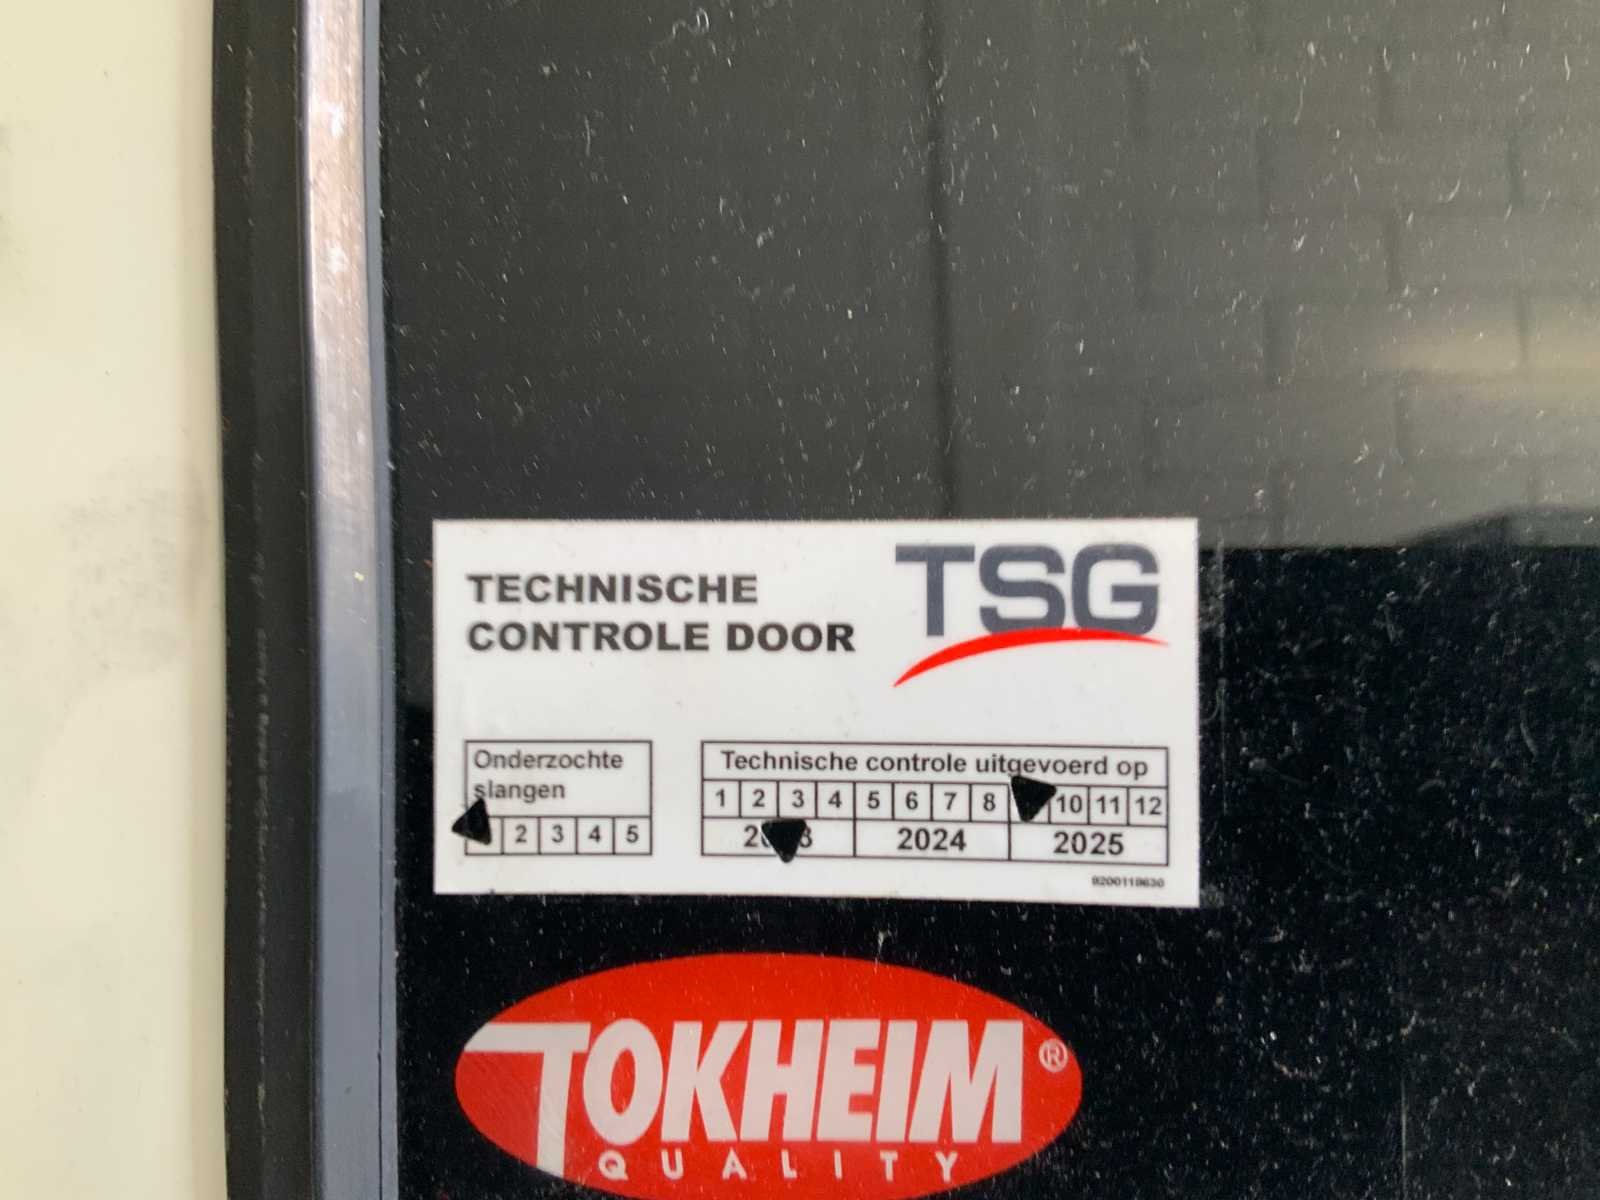 TECHNISCHE
CONTROLE DOOR
TSG
Onderzochte
slangen
2 3 4 5
Technische controle uitgevoerd op
1 2 3 4 5 6 7 8 10 11 12
2024 2025
9200119630
TOKHEIM®
QUALITY